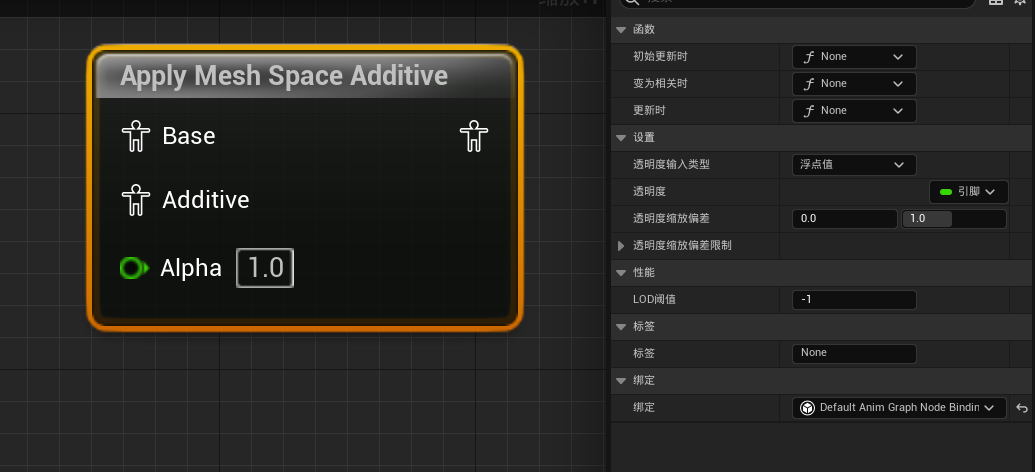 Apply Mesh Space Additive
Base
Additive
Alpha 1.0
函数
初始更新时 None
变为相关时 None
更新时 None
设置
透明度输入类型 浮点值
透明度 引脚
透明度缩放偏差 0.0 1.0
透明度缩放偏差限制
性能
LOD阈值 -1
标签
标签 None
绑定
绑定 Default Anim Graph Node Bindin